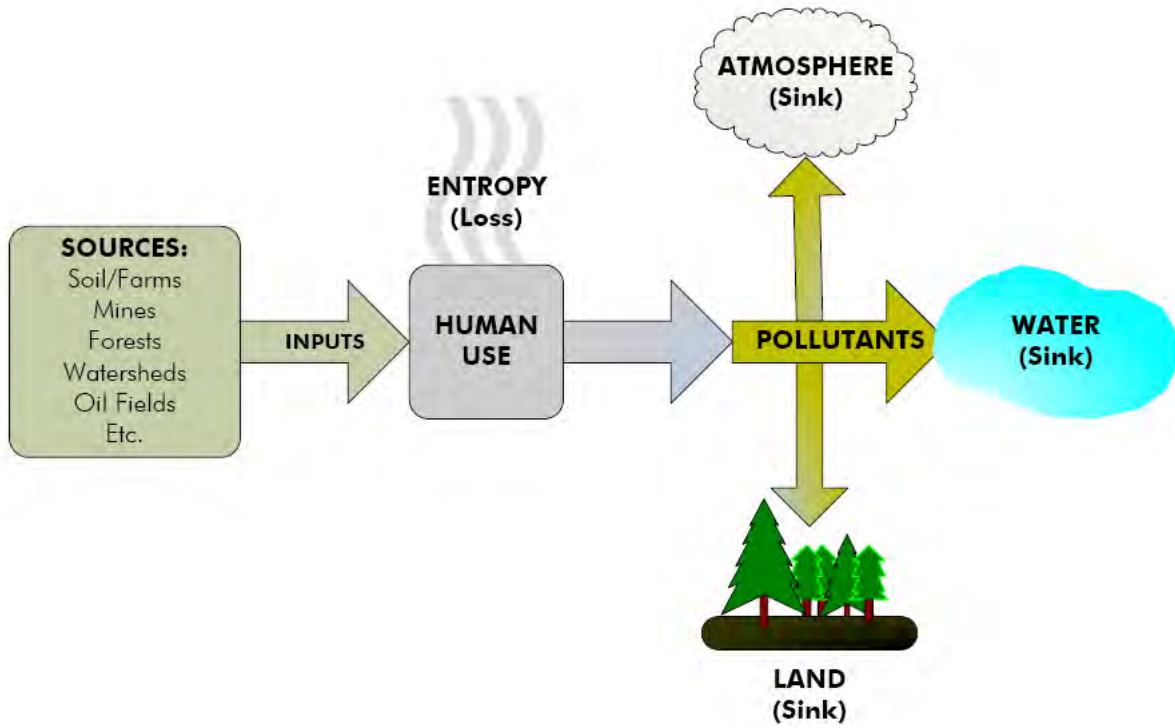 SOURCES:
Soil/Farms
Mines
Forests
Watersheds
Oil Fields
Etc.
INPUTS
ENTROPY
(Loss)
HUMAN
USE
POLLUTANTS
ATMOSPHERE
(Sink)
WATER
(Sink)
LAND
(Sink)